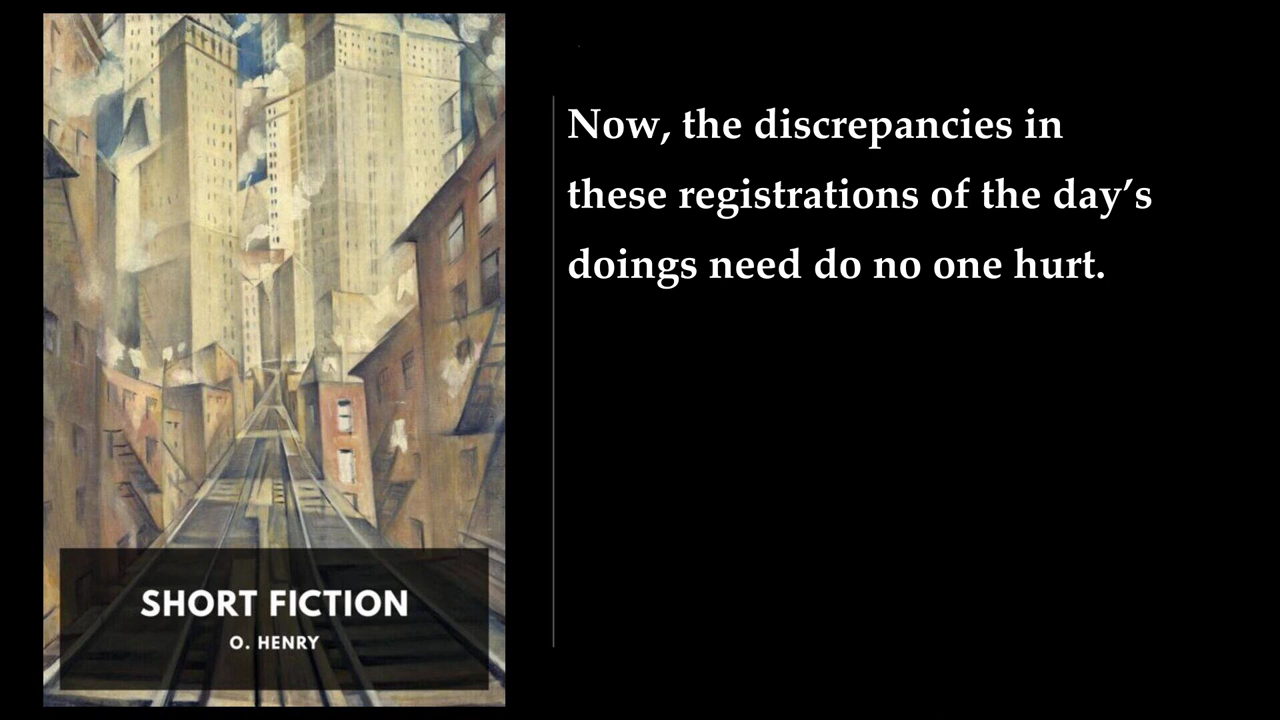 Now, the discrepancies in
these registrations of the day’s
doings need do no one hurt.
SHORT FICTION
O. HENRY